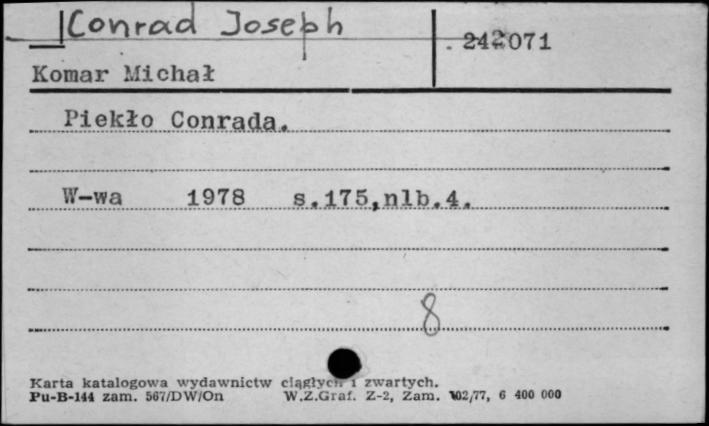 Conrad Joseph
242071
Komar Michał
Piekło Conrada.
W-wa 1978 s.175,nlb.4.
8
Karta katalogowa wydawnictw ciągłych i zwartych.
Pu-B-144 zam. 567/DW/On W.Z.Graf. Z-2, Zam. 102/77, 6 400 000